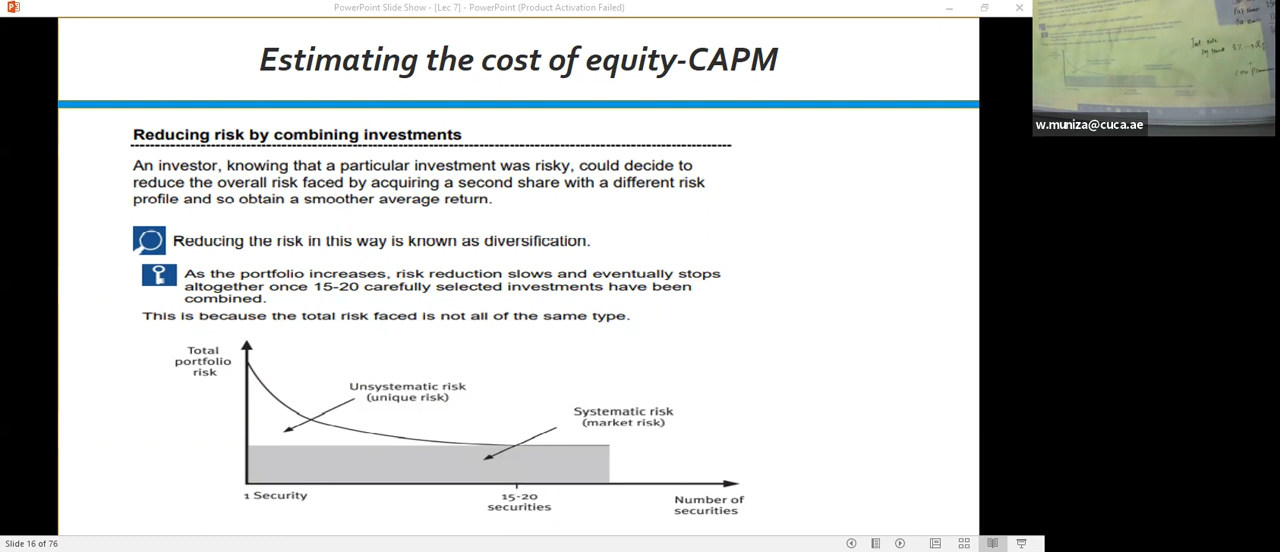 PowerPoint Slide Show - [Lec 7] - PowerPoint (Product Activation Failed)
Estimating the cost of equity-CAPM
Reducing risk by combining investments
An investor, knowing that a particular investment was risky, could decide to
reduce the overall risk faced by acquiring a second share with a different risk
profile and so obtain a smoother average return.
Reducing the risk in this way is known as diversification.
As the portfolio increases, risk reduction slows and eventually stops
altogether once 15-20 carefully selected investments have been
combined.
This is because the total risk faced is not all of the same type.
Total
portfolio
risk
Unsystematic risk
(unique risk)
Systematic risk
(market risk)
1 Security
15-20
securities
Number of
securities
Slide 16 of 76
w.muniza@cuca.ae